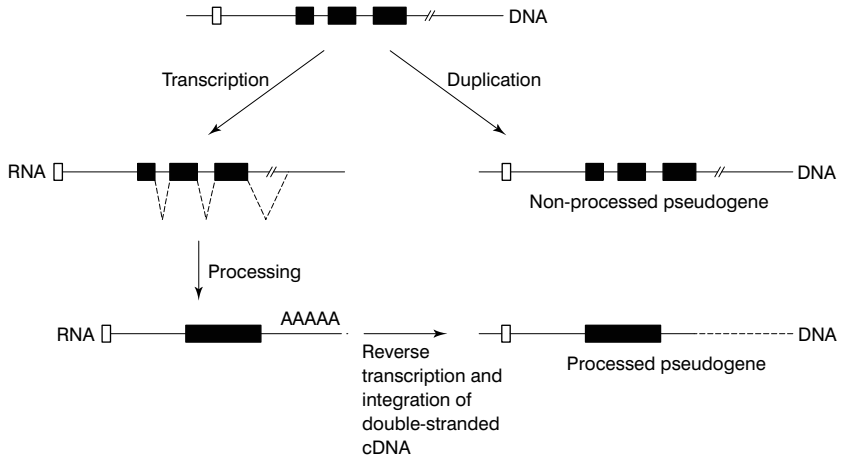 DNA
Transcription
Duplication
RNA
DNA
Non-processed pseudogene
Processing
RNA
AAAAA
DNA
Reverse
transcription and
integration of
double-stranded
cDNA
Processed pseudogene